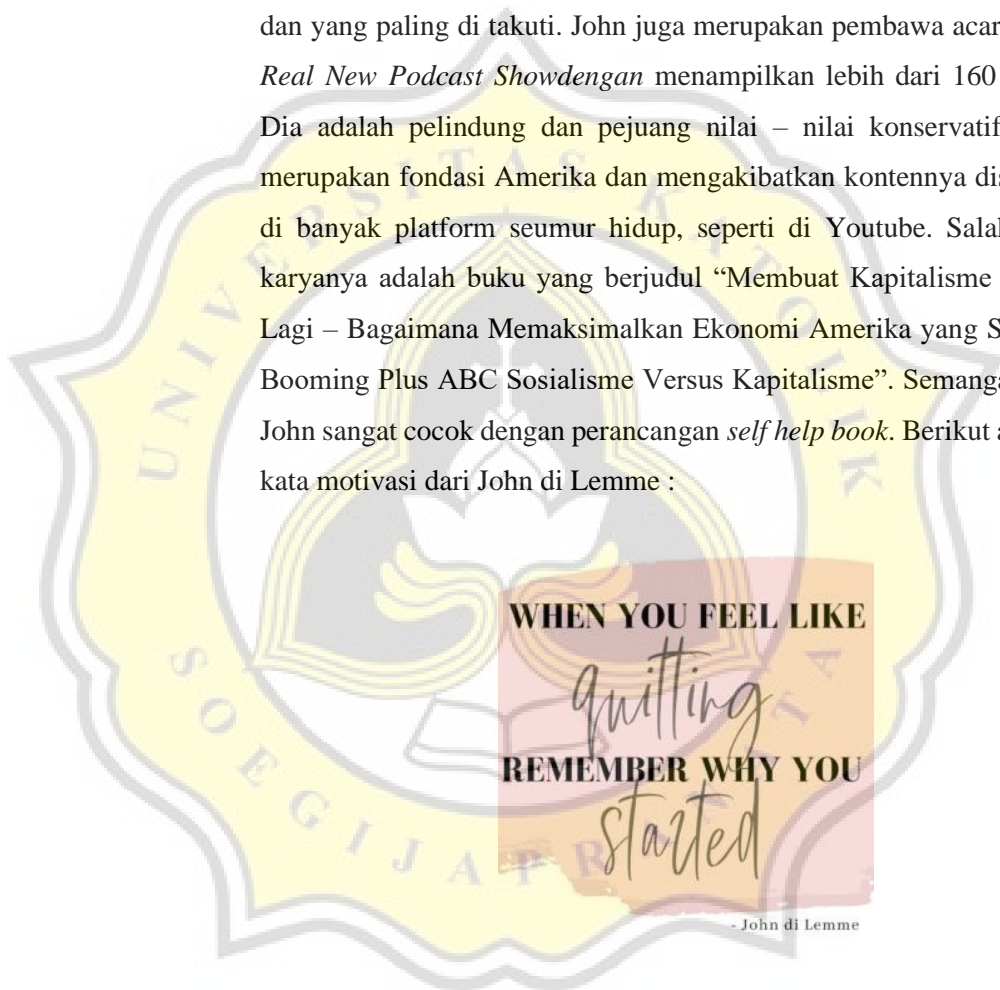 dan yang paling di takuti. John juga merupakan pembawa acar
Real New Podcast Showdengan menampilkan lebih dari 160
Dia adalah pelindung dan pejuang nilai – nilai konservatif
merupakan fondasi Amerika dan mengakibatkan kontennya di
di banyak platform seumur hidup, seperti di Youtube. Sala
karyanya adalah buku yang berjudul “Membuat Kapitalisme
Lagi – Bagaimana Memaksimalkan Ekonomi Amerika yang S
Booming Plus ABC Sosialisme Versus Kapitalisme”. Semanga
John sangat cocok dengan perancangan self help book. Berikut a
kata motivasi dari John di Lemme :
WHEN YOU FEEL LIKE
quitting
REMEMBER WHY YOU
started
- John di Lemme
UNIVERSITAS KATOLIK
SOEGIJAPRANATA